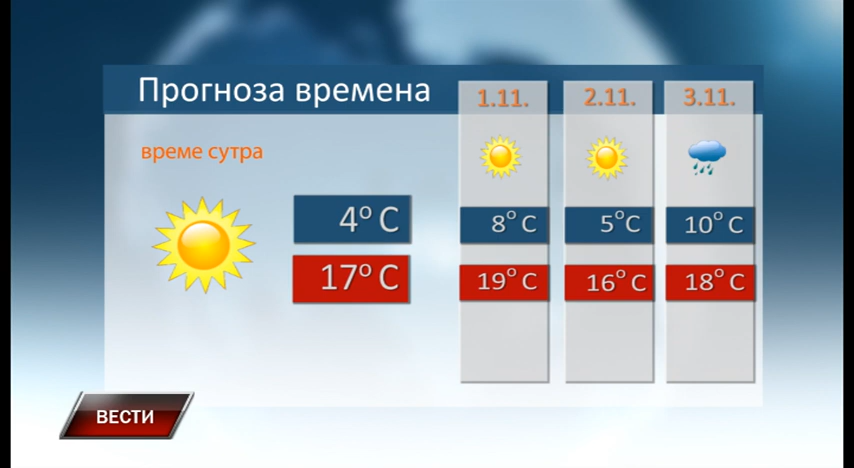 Прогноза времена
време сутра
4° C
17° C
1.11.
8° C
19° C
2.11.
5°C
16° C
3.11.
10° C
18° C
ВЕСТИ